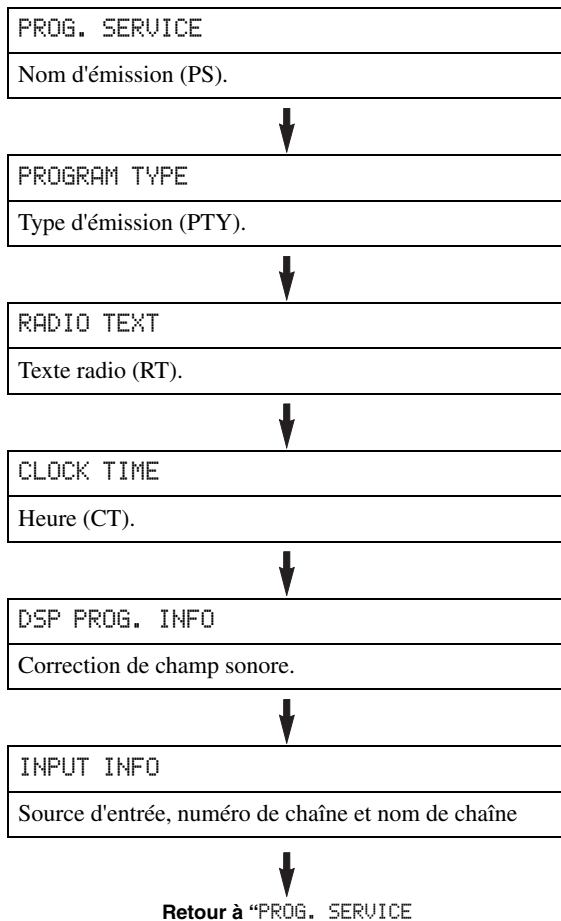 PROG. SERVICE
Nom d'émission (PS).
PROGRAM TYPE
Type d'émission (PTY).
RADIO TEXT
Texte radio (RT).
CLOCK TIME
Heure (CT).
DSP PROG. INFO
Correction de champ sonore.
INPUT INFO
Source d'entrée, numéro de chaîne et nom de chaîne
Retour à “PROG. SERVICE